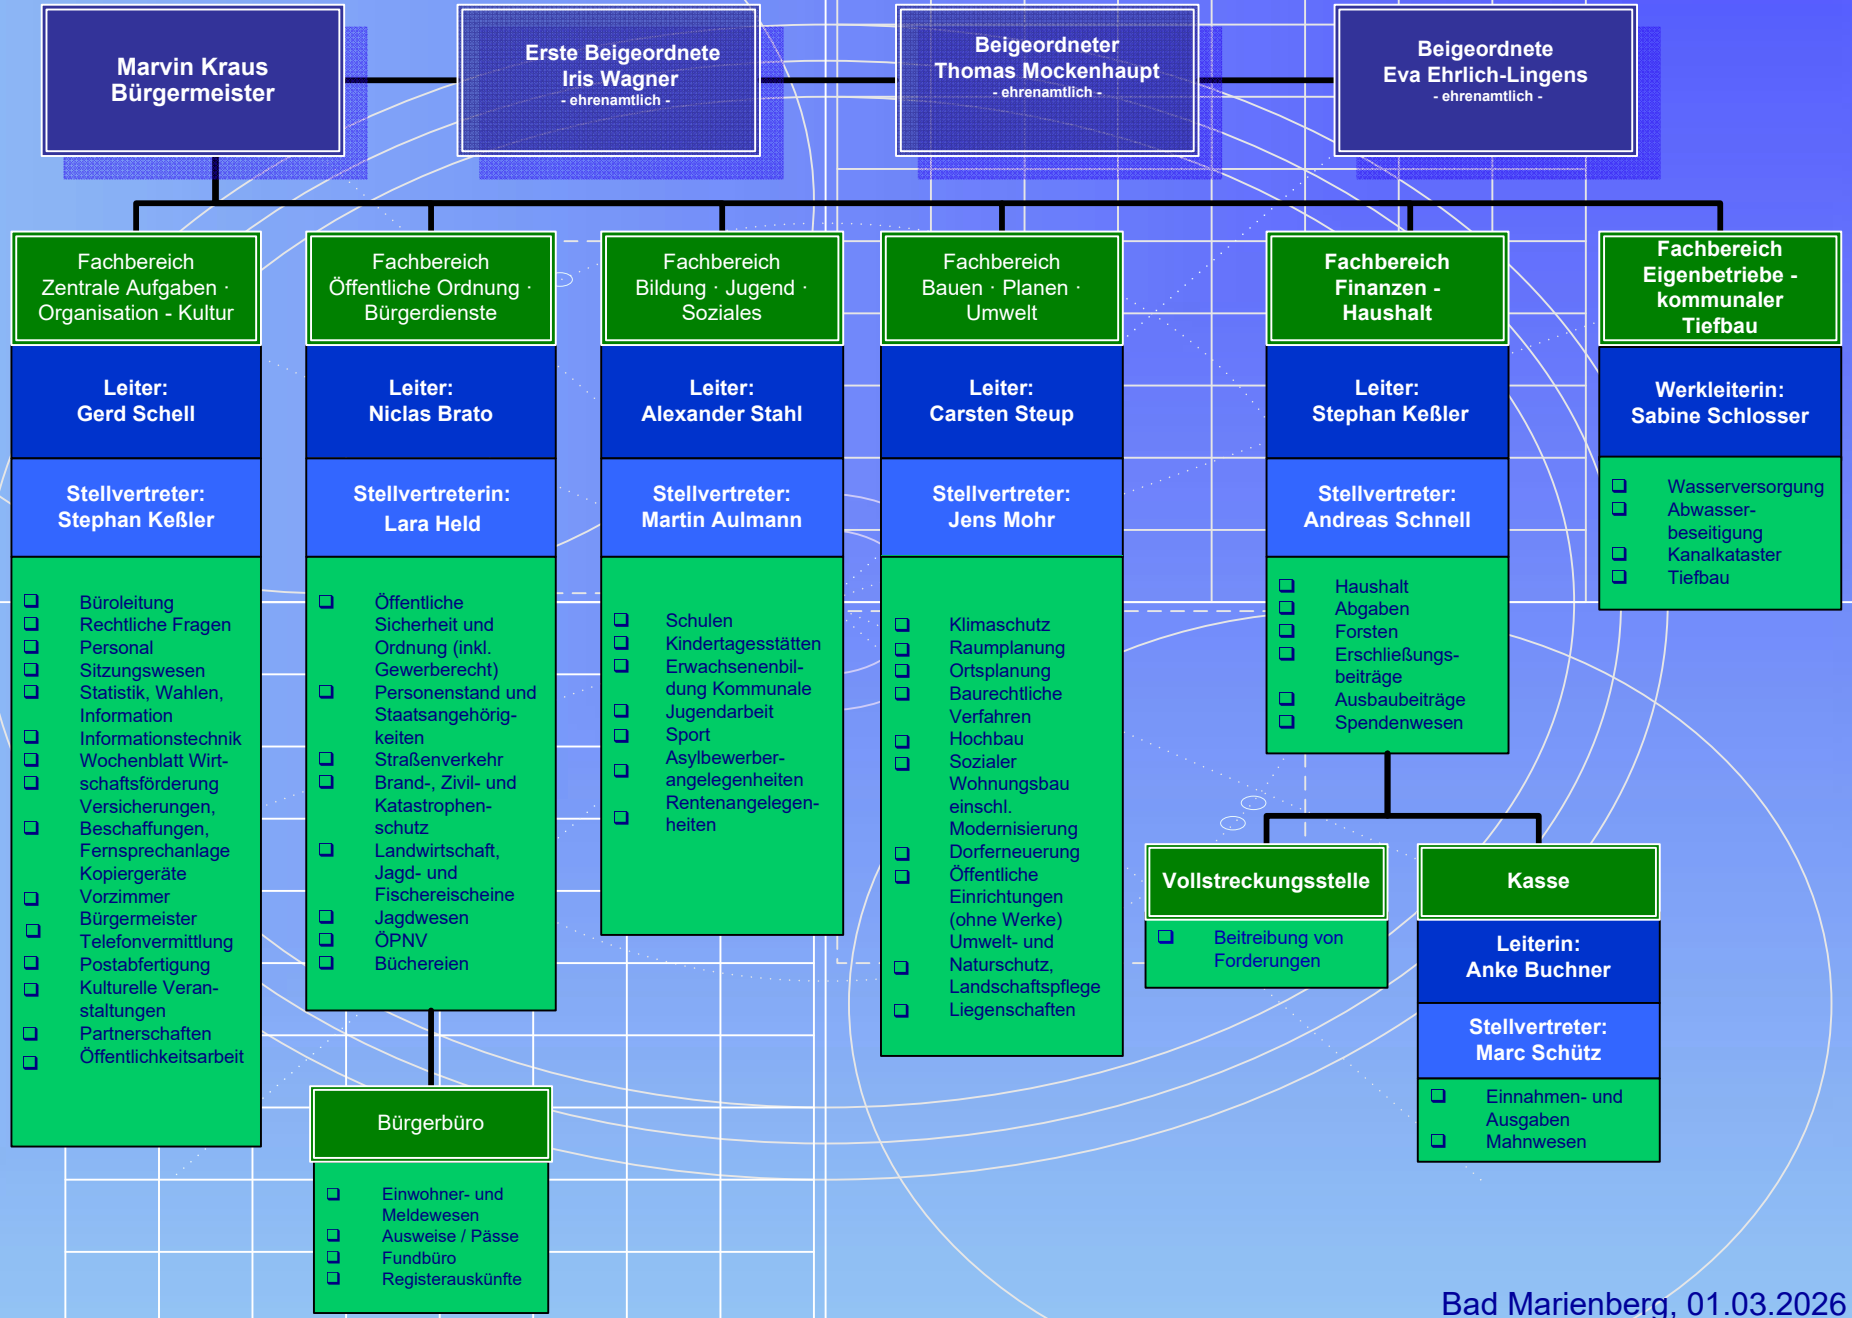 Marvin Kraus
Bürgermeister
Erste Beigeordnete
Iris Wagner
- ehrenamtlich -
Beigeordneter
Thomas Mockenhaupt
- ehrenamtlich -
Beigeordnete
Eva Ehrlich-Lingens
- ehrenamtlich -
Fachbereich
Zentrale Aufgaben ·
Organisation - Kultur
Leiter:
Gerd Schell
Stellvertreter:
Stephan Keßler
Büroleitung
Rechtliche Fragen
Personal
Sitzungswesen
Statistik, Wahlen,
Information
Informationstechnik
Wochenblatt Wirt-
schaftsförderung
Versicherungen,
Beschaffungen,
Fernsprechanlage
Kopiergeräte
Vorzimmer
Bürgermeister
Telefonvermittlung
Postabfertigung
Kulturelle Veran-
staltungen
Partnerschaften
Öffentlichkeitsarbeit
Fachbereich
Öffentliche Ordnung ·
Bürgerdienste
Leiter:
Niclas Brato
Stellvertreterin:
Lara Held
Öffentliche
Sicherheit und
Ordnung (inkl.
Gewerberecht)
Personenstand und
Staatsangehörig-
keiten
Straßenverkehr
Brand-, Zivil- und
Katastrophen-
schutz
Landwirtschaft,
Jagd- und
Fischereischeine
Jagdwesen
ÖPNV
Büchereien
Bürgerbüro
Einwohner- und
Meldewesen
Ausweise / Pässe
Fundbüro
Registerauskünfte
Fachbereich
Bildung · Jugend ·
Soziales
Leiter:
Alexander Stahl
Stellvertreter:
Martin Aulmann
Schulen
Kindertagesstätten
Erwachsenenbil-
dung Kommunale
Jugendarbeit
Sport
Asylbewerber-
angelegenheiten
Rentenangelegen-
heiten
Fachbereich
Bauen · Planen ·
Umwelt
Leiter:
Carsten Steup
Stellvertreter:
Jens Mohr
Klimaschutz
Raumplanung
Ortsplanung
Baurechtliche
Verfahren
Hochbau
Sozialer
Wohnungsbau
einschl.
Modernisierung
Dorferneuerung
Öffentliche
Einrichtungen
(ohne Werke)
Umwelt- und
Naturschutz,
Landschaftspflege
Liegenschaften
Fachbereich
Finanzen -
Haushalt
Leiter:
Stephan Keßler
Stellvertreter:
Andreas Schnell
Haushalt
Abgaben
Forsten
Erschließungs-
beiträge
Ausbaubeiträge
Spendenwesen
Vollstreckungsstelle
Beitreibung von
Forderungen
Kasse
Leiterin:
Anke Buchner
Stellvertreter:
Marc Schütz
Einnahmen- und
Ausgaben
Mahnwesen
Fachbereich
Eigenbetriebe -
kommunaler
Tiefbau
Werkleiterin:
Sabine Schlosser
Wasserversorgung
Abwasser-
beseitigung
Kanalkataster
Tiefbau
Bad Marienberg, 01.03.2026